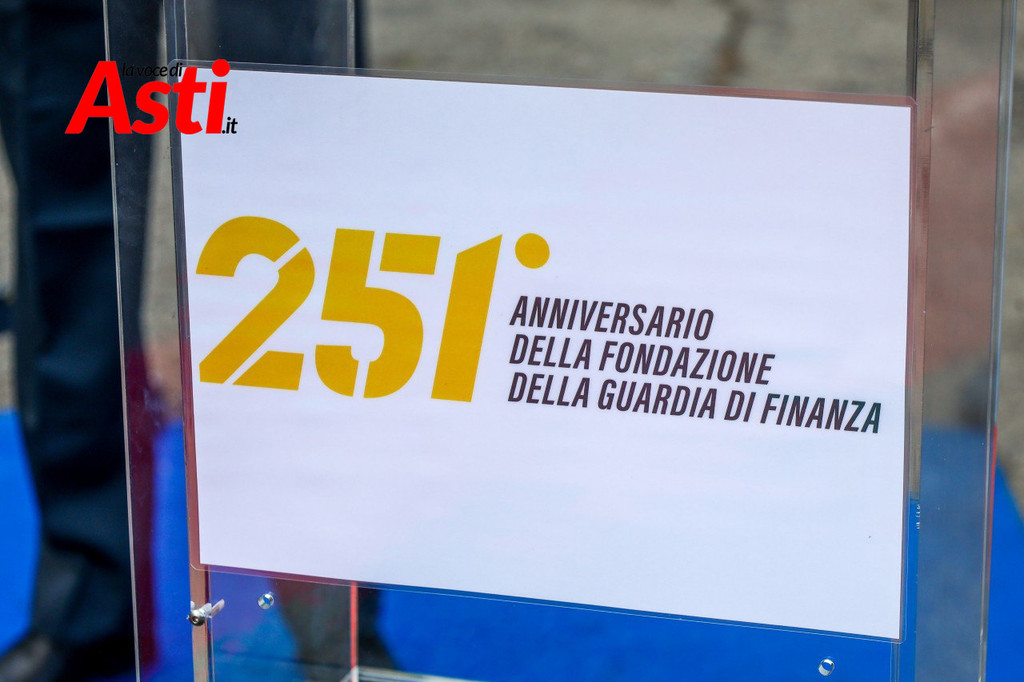 la voce di
Asti.it
251°
ANNIVERSARIO
DELLA FONDAZIONE
DELLA GUARDIA DI FINANZA